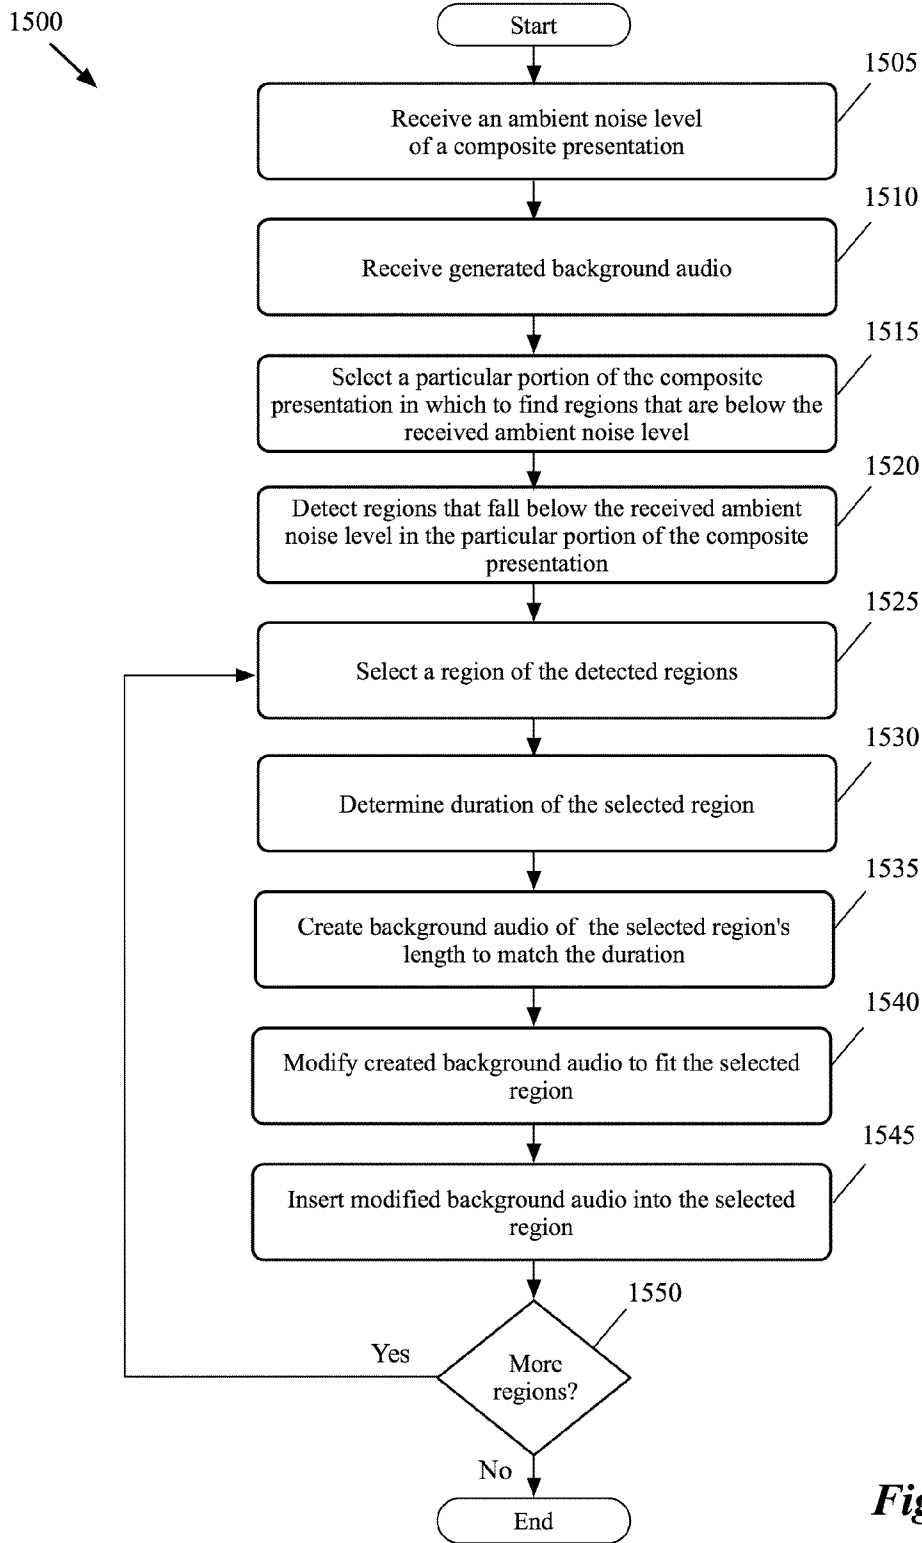 1500
Start
1505
Receive an ambient noise level
of a composite presentation
1510
Receive generated background audio
1515
Select a particular portion of the composite
presentation in which to find regions that are below the
received ambient noise level
1520
Detect regions that fall below the received ambient
noise level in the particular portion of the composite
presentation
1525
Select a region of the detected regions
1530
Determine duration of the selected region
1535
Create background audio of the selected region's
length to match the duration
1540
Modify created background audio to fit the selected
region
1545
Insert modified background audio into the selected
region
1550
Yes
More
regions?
No
End
Fig